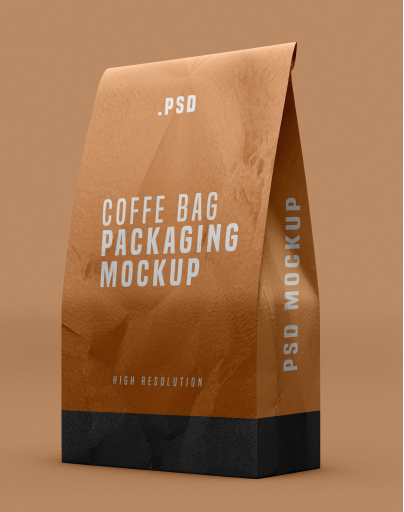 .PSD
COFFE BAG
PACKAGING
MOCKUP
HIGH RESOLUTION
PSD MOCKUP